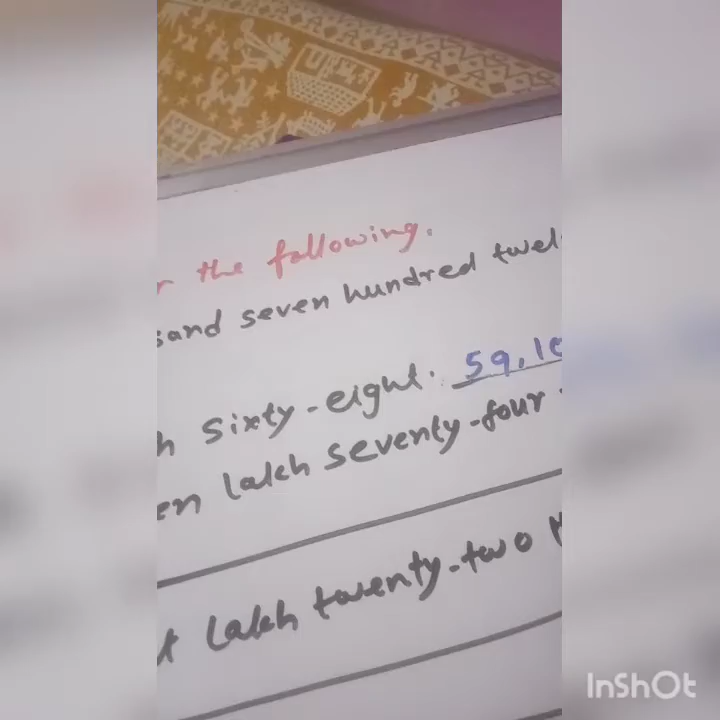 the following.
sand seven hundred twel
h sixty-eight. 59,10
en lakh seventy-four
t lakh twenty-two
InShOt